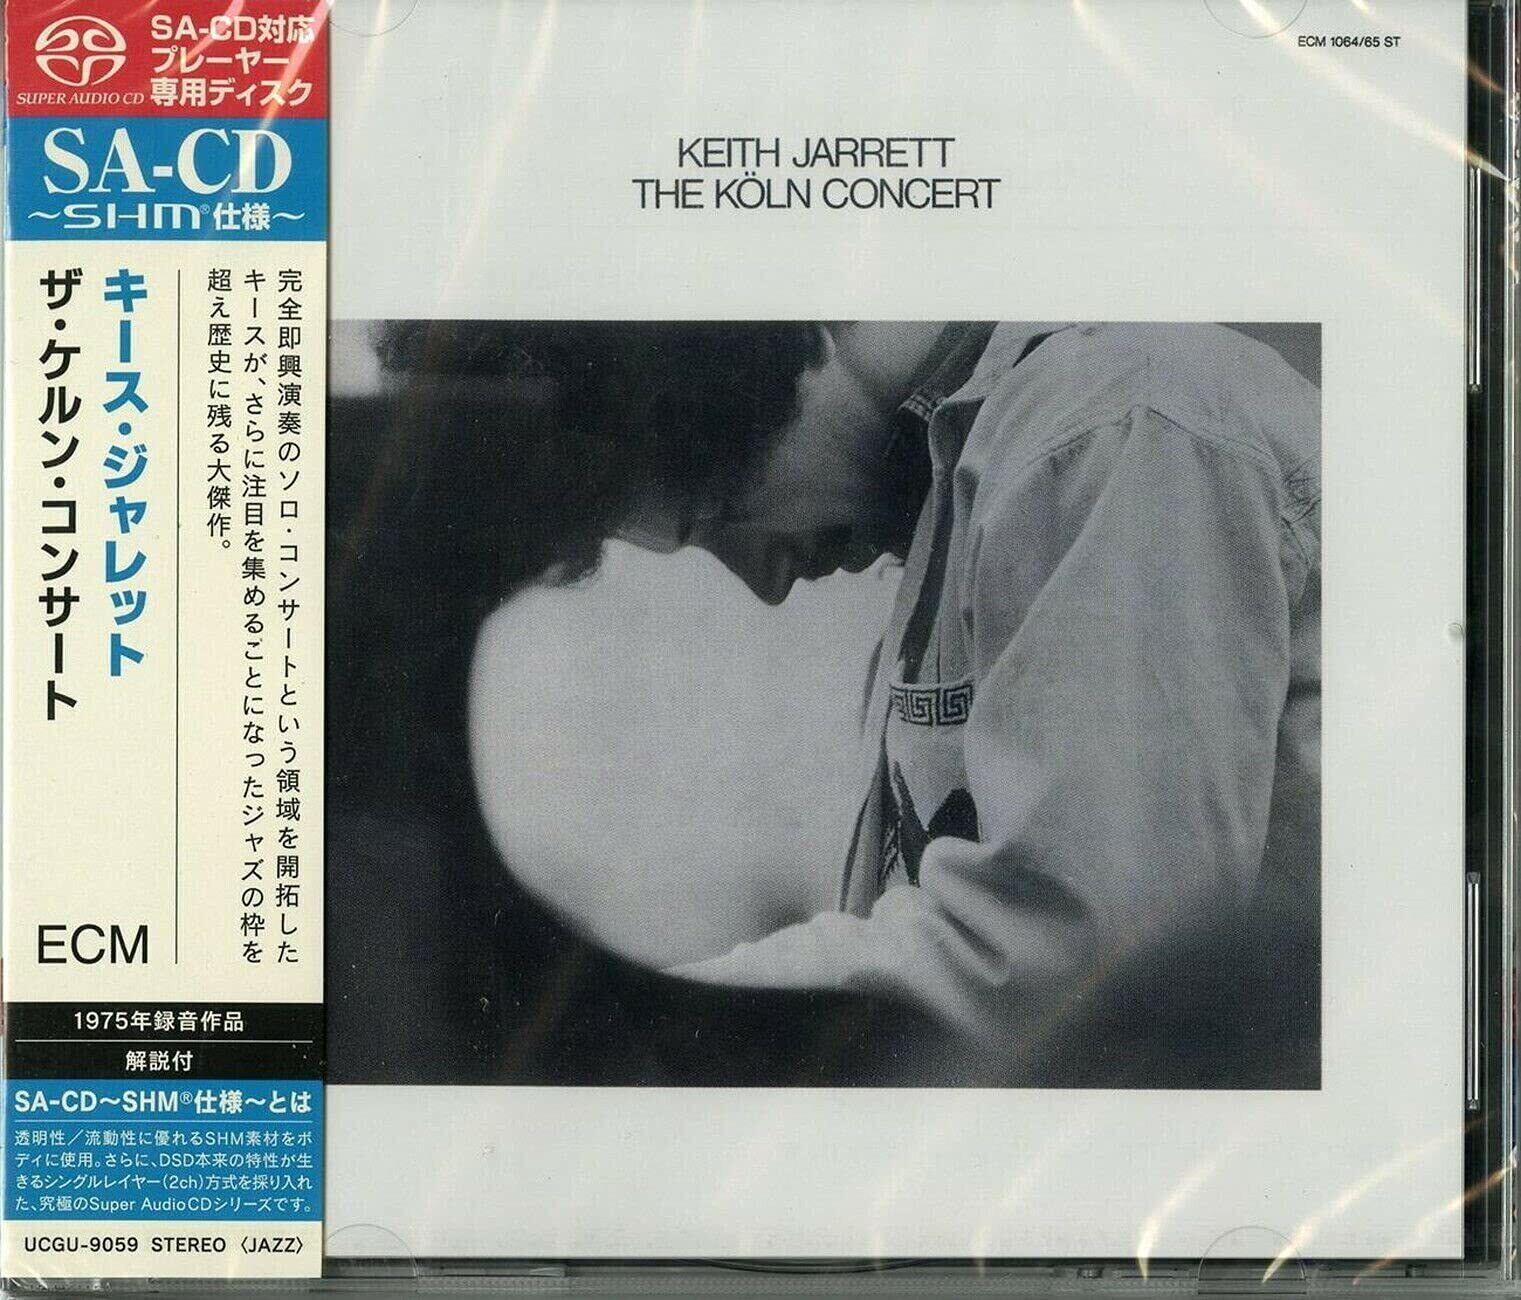 SUPER AUDIO CD
SA-CD対応
プレーヤー
専用ディスク
SA-CD
~SHM®仕様~
完全即興演奏のソロ・コンサートという領域を開拓した
キースが、さらに注目を集めることになったジャズの枠を
超え歴史に残る大傑作。
キース・ジャレット
ザ・ケルン・コンサート
ECM
1975年録音作品
解説付
SA-CD~SHM®仕様~とは
透明性/流動性に優れるSHM素材をボ
ディに使用。さらに、DSD本来の特性が生
きるシングルレイヤー(2ch)方式を採り入れ
た、究極のSuper Audio CDシリーズです。
UCGU-9059 STEREO 〈JAZZ〉
ECM 1064/65 ST
KEITH JARRETT
THE KÖLN CONCERT